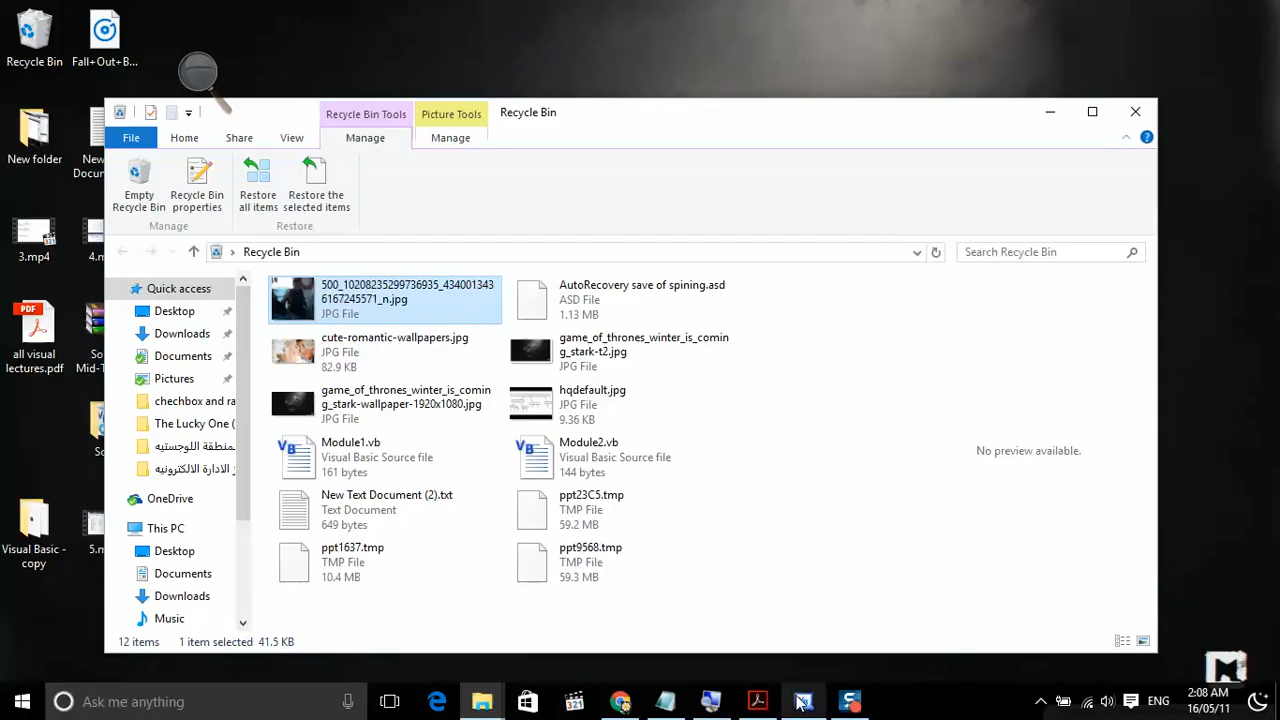 Recycle Bin
Fall+Out+B...
New folder
New
Docum
3.mp4
4.m
PDF
all visual
lectures.pdf
So
Mid-T
Sc
Visual Basic -
copy
5.m
Recycle Bin Tools
Picture Tools
Recycle Bin
File
Home
Share
View
Manage
Manage
Empty
Recycle Bin
Recycle Bin
properties
Restore
all items
Restore the
selected items
Manage
Restore
Recycle Bin
Search Recycle Bin
Quick access
Desktop
Downloads
Documents
Pictures
chechbox and ra
The Lucky One (
منطقة اللوجستيه
ز الادارة الالكترونيه
OneDrive
This PC
Desktop
Documents
Downloads
Music
500_10208235299736935_434001343
6167245571_n.jpg
JPG File
AutoRecovery save of spining.asd
ASD File
1.13 MB
cute-romantic-wallpapers.jpg
JPG File
82.9 KB
game_of_thrones_winter_is_comin
g_stark-t2.jpg
JPG File
game_of_thrones_winter_is_comin
g_stark-wallpaper-1920x1080.jpg
JPG File
hqdefault.jpg
JPG File
9.36 KB
VB
Module1.vb
Visual Basic Source file
161 bytes
VB
Module2.vb
Visual Basic Source file
144 bytes
New Text Document (2).txt
Text Document
649 bytes
ppt23C5.tmp
TMP File
59.2 MB
ppt1637.tmp
TMP File
10.4 MB
ppt9568.tmp
TMP File
59.3 MB
No preview available.
12 items
1 item selected 41.5 KB
Ask me anything
321
ENG
2:08 AM
16/05/11